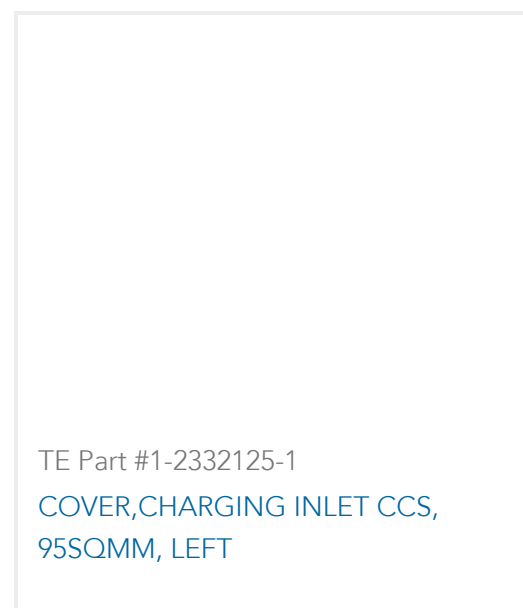 TE Part #1-2332125-1
COVER,CHARGING INLET CCS,
95SQMM, LEFT